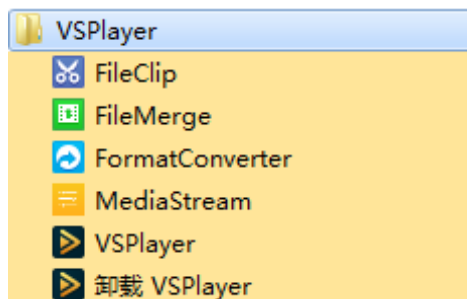 VSPlayer
FileClip
FileMerge
FormatConverter
MediaStream
VSPlayer
卸载 VSPlayer